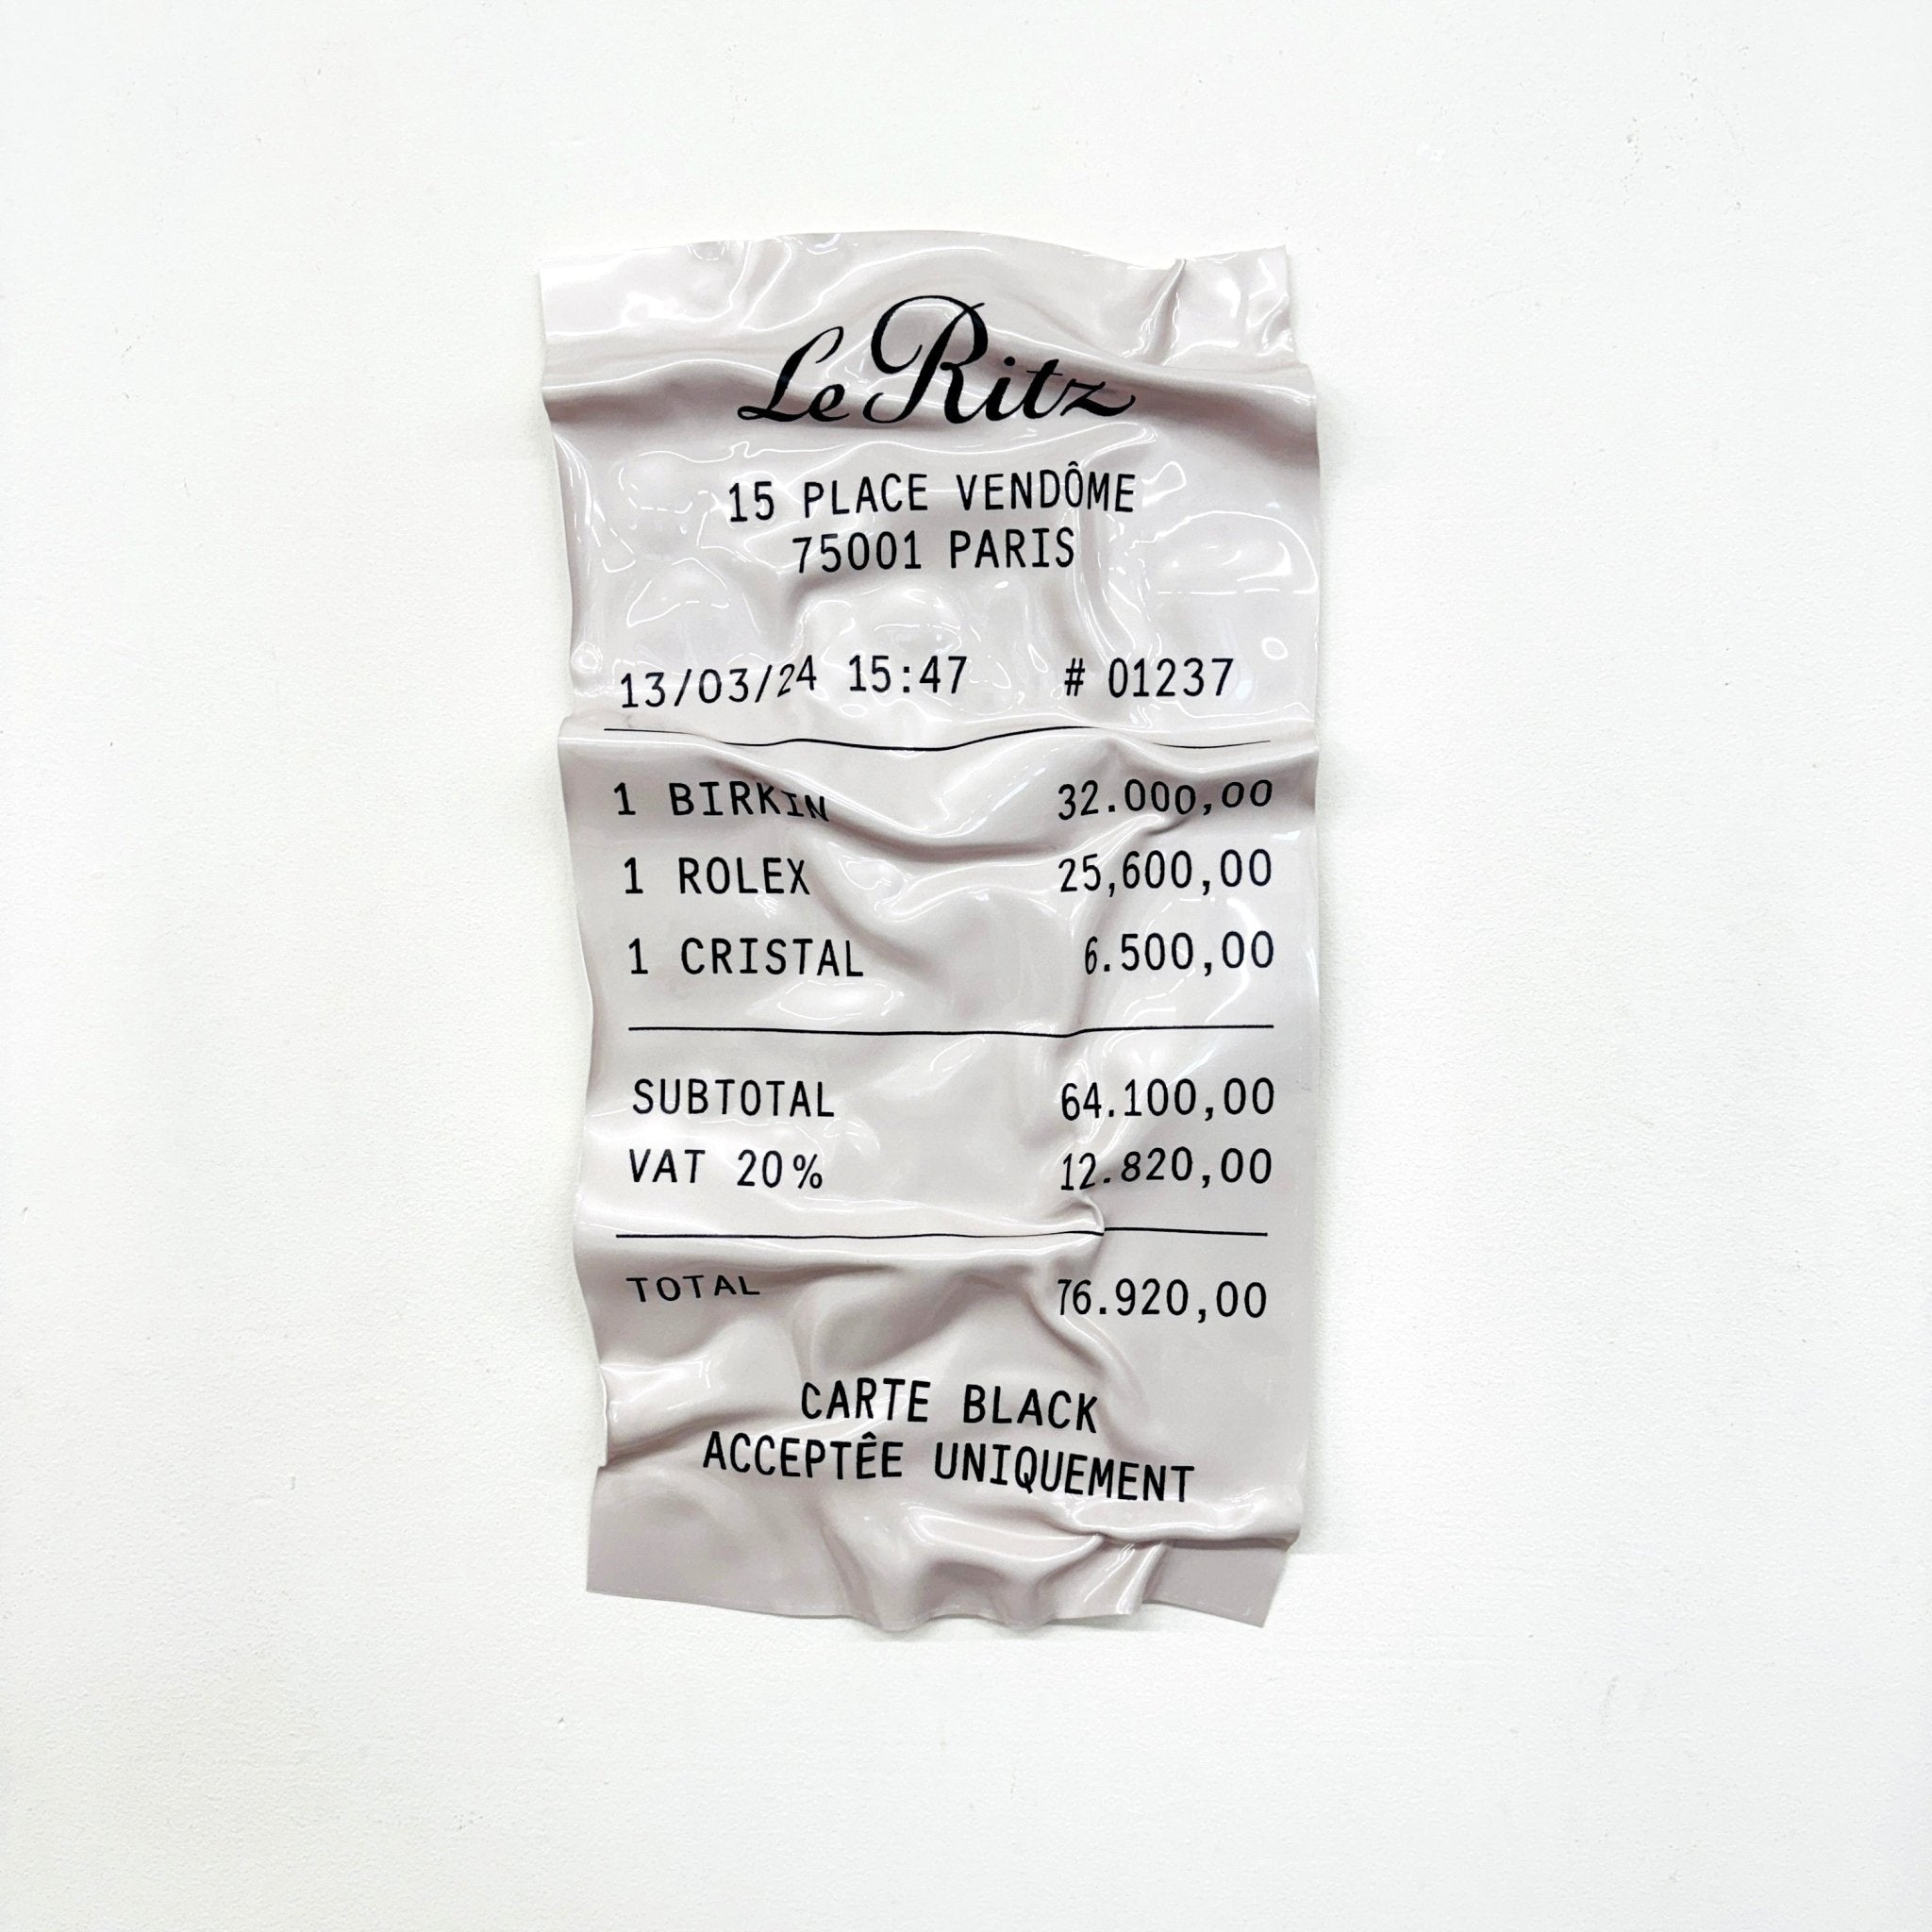 Le Ritz
15 PLACE VENDÔME
75001 PARIS
13/03/24 15:47 # 01237
1 BIRKIN 32.000,00
1 ROLEX 25,600,00
1 CRISTAL 6.500,00
SUBTOTAL 64.100,00
VAT 20% 12.820,00
TOTAL 76.920,00
CARTE BLACK
ACCEPTÊE UNIQUEMENT